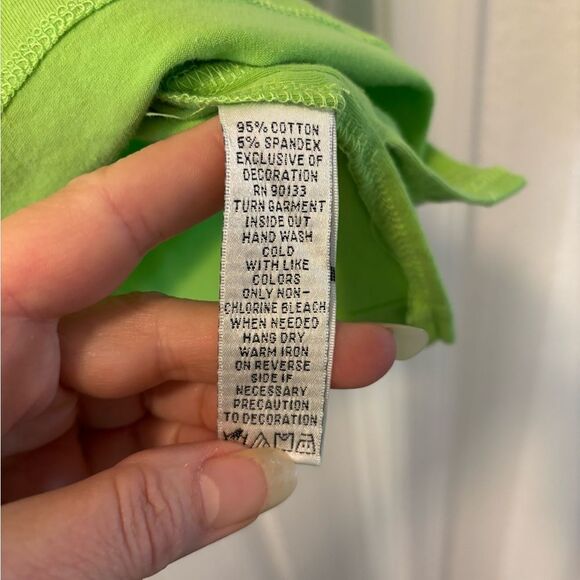 95% COTTON
5% SPANDEX
EXCLUSIVE OF
DECORATION
RN 90133
TURN GARMENT
INSIDE OUT
HAND WASH
COLD
WITH LIKE
COLORS
ONLY NON-
CHLORINE BLEACH
WHEN NEEDED
HANG DRY
WARM IRON
ON REVERSE
SIDE IF
NECESSARY
PRECAUTION
TO DECORATION